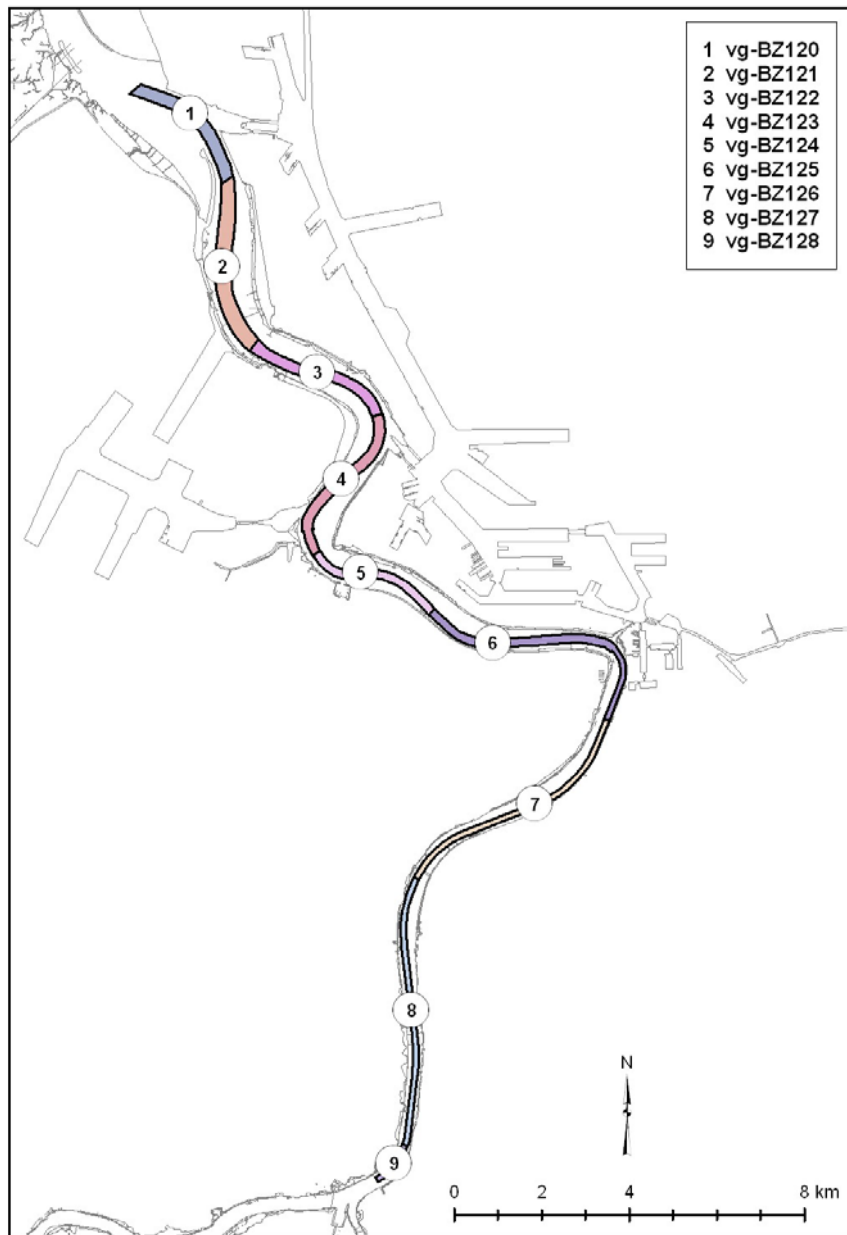 1 vg-BZ120
2 vg-BZ121
3 vg-BZ122
4 vg-BZ123
5 vg-BZ124
6 vg-BZ125
7 vg-BZ126
8 vg-BZ127
9 vg-BZ128
1
2
3
4
5
6
7
8
N
9
0 2 4 8 km